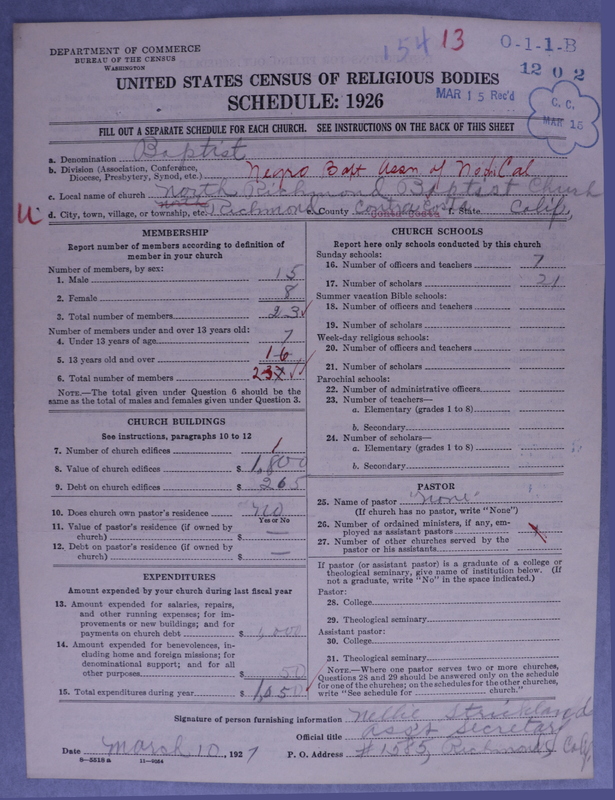 DEPARTMENT OF COMMERCE
BUREAU OF THE CENSUS
WASHINGTON
154 13
0-1-1-B
1202
UNITED STATES CENSUS OF RELIGIOUS BODIES
MAR 15 Rec'd
C. C.
MAR 15
SCHEDULE: 1926
FILL OUT A SEPARATE SCHEDULE FOR EACH CHURCH. SEE INSTRUCTIONS ON THE BACK OF THIS SHEET
a. Denomination Baptist
b. Division (Association, Conference, Diocese, Presbytery, Synod, etc.) Negro Bapt Assn of Nor Cal
c. Local name of church North Richmond Baptist Church
d. City, town, village, or township, etc. Richmond e. County Contra Costa f. State Calif.
MEMBERSHIP
Report number of members according to definition of
member in your church
Number of members, by sex:
1. Male 15
2. Female 8
3. Total number of members 23
Number of members under and over 13 years old:
4. Under 13 years of age 7
5. 13 years old and over 16
6. Total number of members 23
NOTE.—The total given under Question 6 should be
same as the total of males and females given under Question 3.
CHURCH BUILDINGS
See instructions, paragraphs 10 to 12
7. Number of church edifices 1
8. Value of church edifices $ 1,800
9. Debt on church edifices $ 265
10. Does church own pastor's residence No
Yes or No
11. Value of pastor's residence (if owned by
church) $ —
12. Debt on pastor's residence (if owned by
church) $ —
EXPENDITURES
Amount expended by your church during last fiscal year
13. Amount expended for salaries, repairs,
and other running expenses; for im-
provements or new buildings; and for
payments on church debt $ 1,000
14. Amount expended for benevolences, in-
cluding home and foreign missions; for
denominational support; and for all
other purposes $ 50
15. Total expenditures during year $ 1,050
CHURCH SCHOOLS
Report here only schools conducted by this church
Sunday schools:
16. Number of officers and teachers 7
17. Number of scholars 21
Summer vacation Bible schools:
18. Number of officers and teachers
19. Number of scholars
Week-day religious schools:
20. Number of officers and teachers
21. Number of scholars
Parochial schools:
22. Number of administrative officers
23. Number of teachers—
a. Elementary (grades 1 to 8)
b. Secondary
24. Number of scholars—
a. Elementary (grades 1 to 8)
b. Secondary
PASTOR
25. Name of pastor "none"
(If church has no pastor, write "None")
26. Number of ordained ministers, if any, em-
ployed as assistant pastors
27. Number of other churches served by the
pastor or his assistants
If pastor (or assistant pastor) is a graduate of a college or
theological seminary, give name of institution below. (If
not a graduate, write "No" in the space indicated.)
Pastor:
28. College
29. Theological seminary
Assistant pastor:
30. College
31. Theological seminary
NOTE.—Where one pastor serves two or more churches,
Questions 28 and 29 should be answered only on the schedule
for one of the churches; on the schedules for the other churches,
write "See schedule for church."
Signature of person furnishing information Nellie Strickland
Official title Asst Secretary
Date March 10, 1927 P. O. Address #1585, Richmond, Calif.
8-5518 a 11-9084